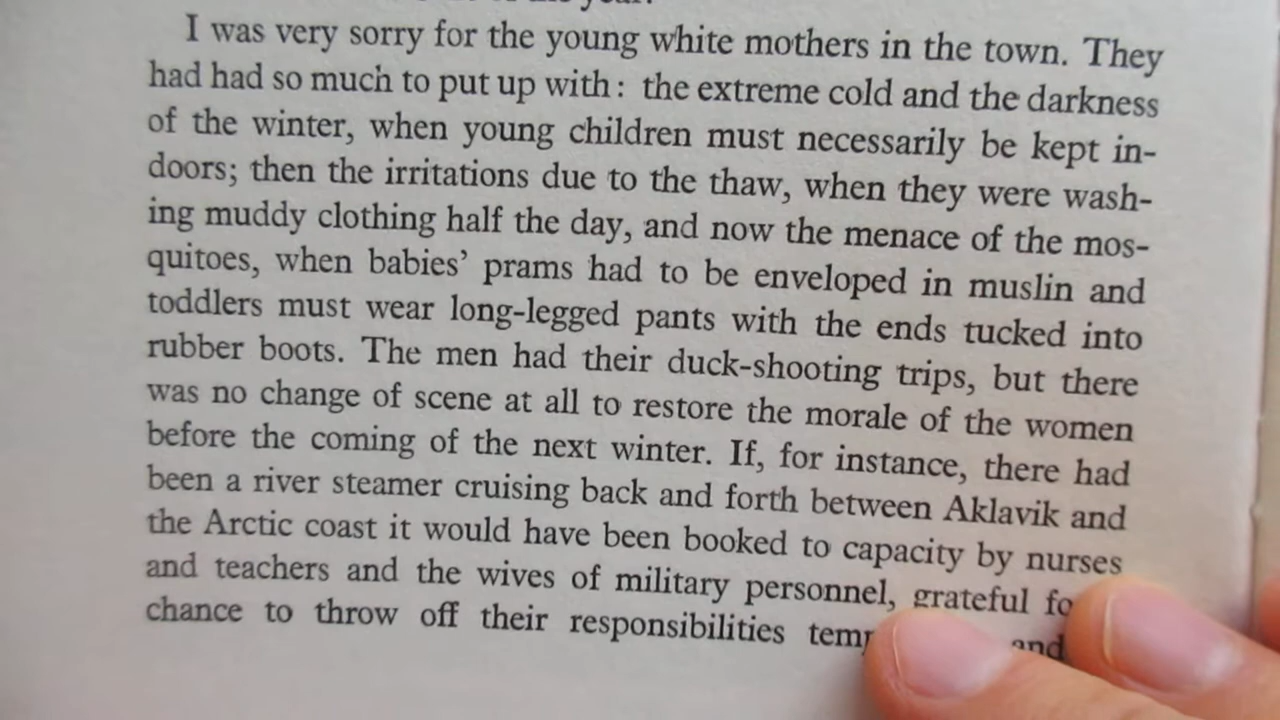 I was very sorry for the young white mothers in the town. They
had had so much to put up with: the extreme cold and the darkness
of the winter, when young children must necessarily be kept in-
doors; then the irritations due to the thaw, when they were wash-
ing muddy clothing half the day, and now the menace of the mos-
quitoes, when babies' prams had to be enveloped in muslin and
toddlers must wear long-legged pants with the ends tucked into
rubber boots. The men had their duck-shooting trips, but there
was no change of scene at all to restore the morale of the women
before the coming of the next winter. If, for instance, there had
been a river steamer cruising back and forth between Aklavik and
the Arctic coast it would have been booked to capacity by nurses
and teachers and the wives of military personnel, grateful
chance to throw off their responsibilities and